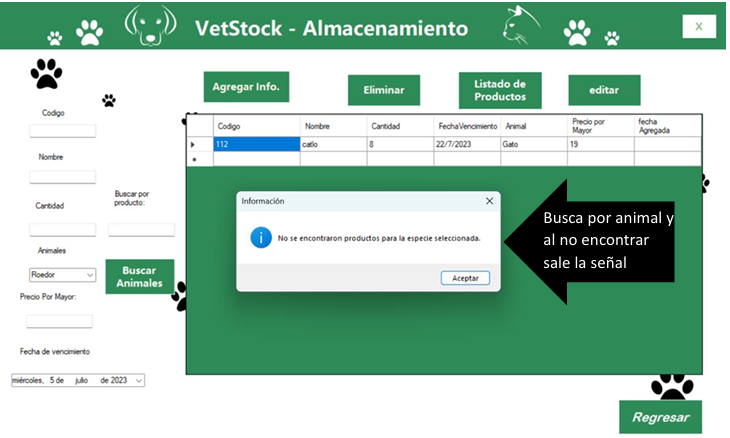 VetStock - Almacenamiento
X
Agregar Info.
Eliminar
Listado de
Productos
editar
Codigo
Nombre
Cantidad
Buscar por
producto:
Animales
Roedor
Buscar
Animales
Precio Por Mayor:
Fecha de vencimiento
miércoles, 5 de julio de 2023
Codigo Nombre Cantidad FechaVencimiento Animal Precio por Mayor fecha Agregada
112 catlo 8 22/7/2023 Gato 19
Información
No se encontraron productos para la especie seleccionada.
Aceptar
Busca por animal y
al no encontrar
sale la señal
Regresar